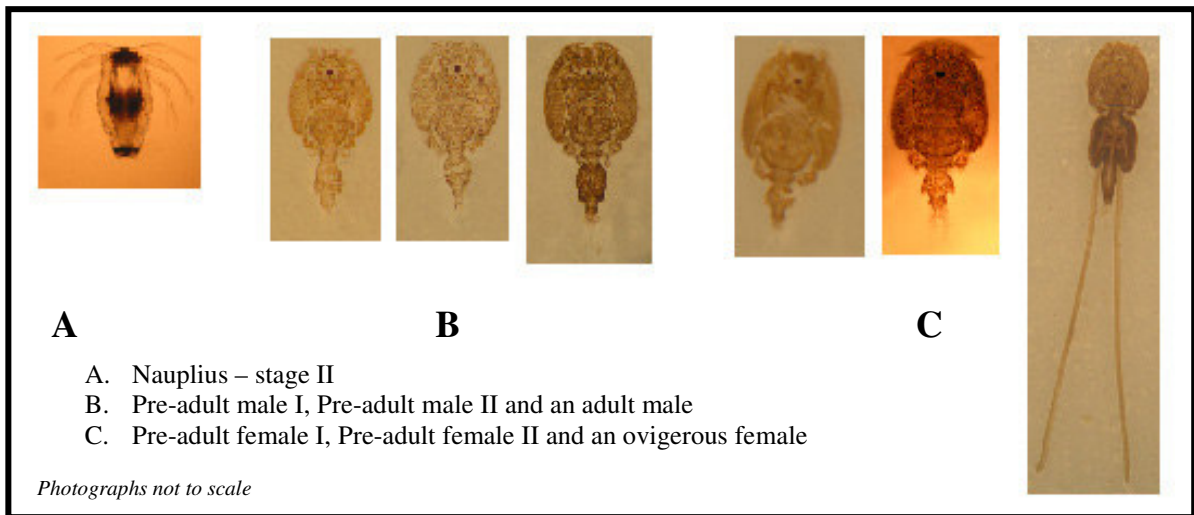 A B C
A. Nauplius – stage II
B. Pre-adult male I, Pre-adult male II and an adult male
C. Pre-adult female I, Pre-adult female II and an ovigerous female
Photographs not to scale